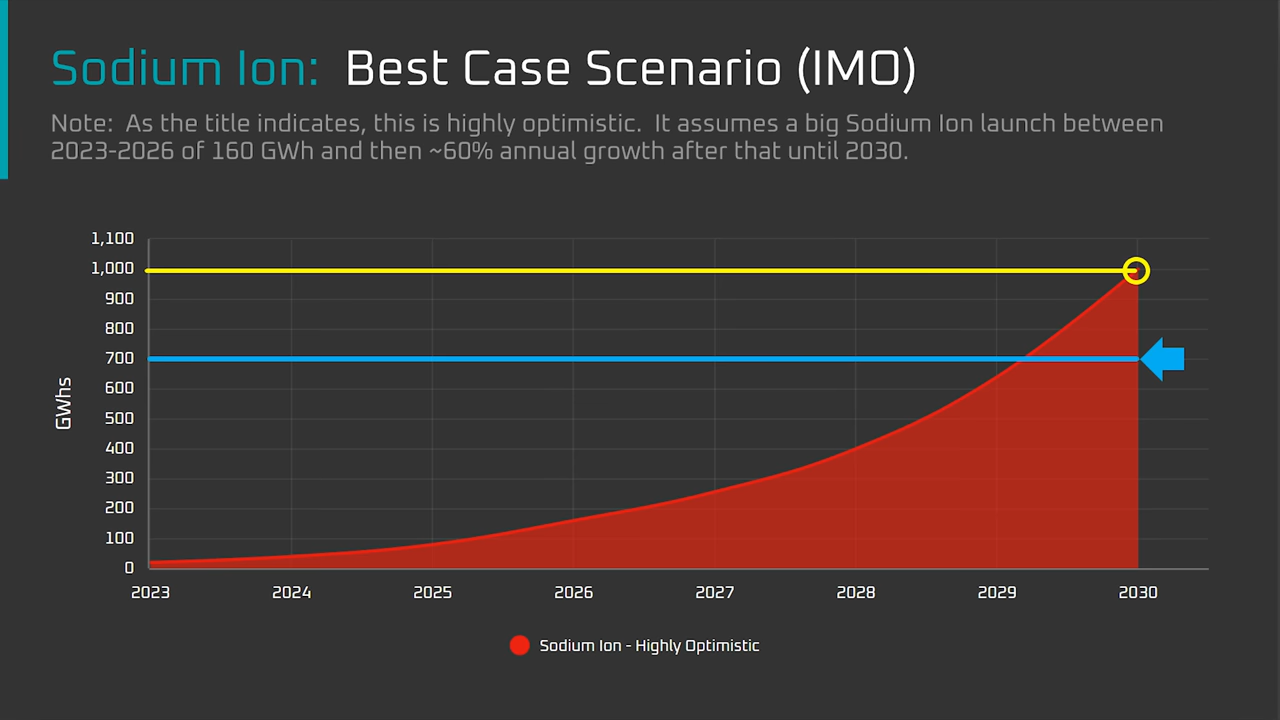 Sodium Ion: Best Case Scenario (IMO)
Note: As the title indicates, this is highly optimistic. It assumes a big Sodium Ion launch between
2023-2026 of 160 GWh and then ~60% annual growth after that until 2030.
1,100
1,000
900
800
700
600
500
400
300
200
100
0
GWhs
2023 2024 2025 2026 2027 2028 2029 2030
Sodium Ion - Highly Optimistic